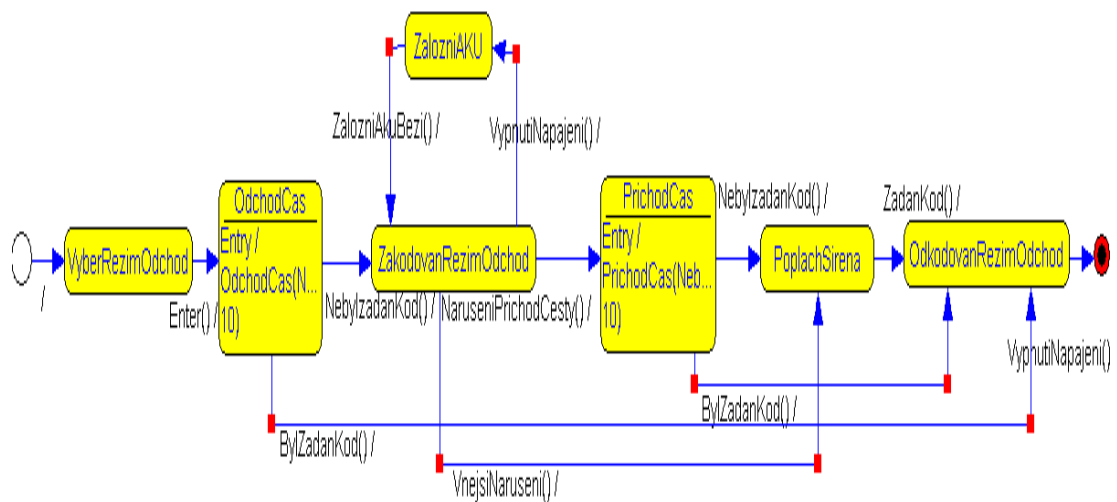 ZalozniAKU
ZalozniAkuBezi() /
VypnutiNapajeni() /
OdchodCas
Entry /
OdchodCas(N...
10)
PrichodCas
Entry /
PrichodCas(Neb...
10)
NebylzadanKod() /
ZadanKod() /
VyberRezimOdchod
ZakodovanRezimOdchod
PoplachSirena
OdkodovanRezimOdchod
/
Enter() /
NebylzadanKod() /
NaruseniPrichodCesty() /
VypnutiNapajeni()
BylZadanKod() /
BylZadanKod() /
VnejsiNaruseni() /